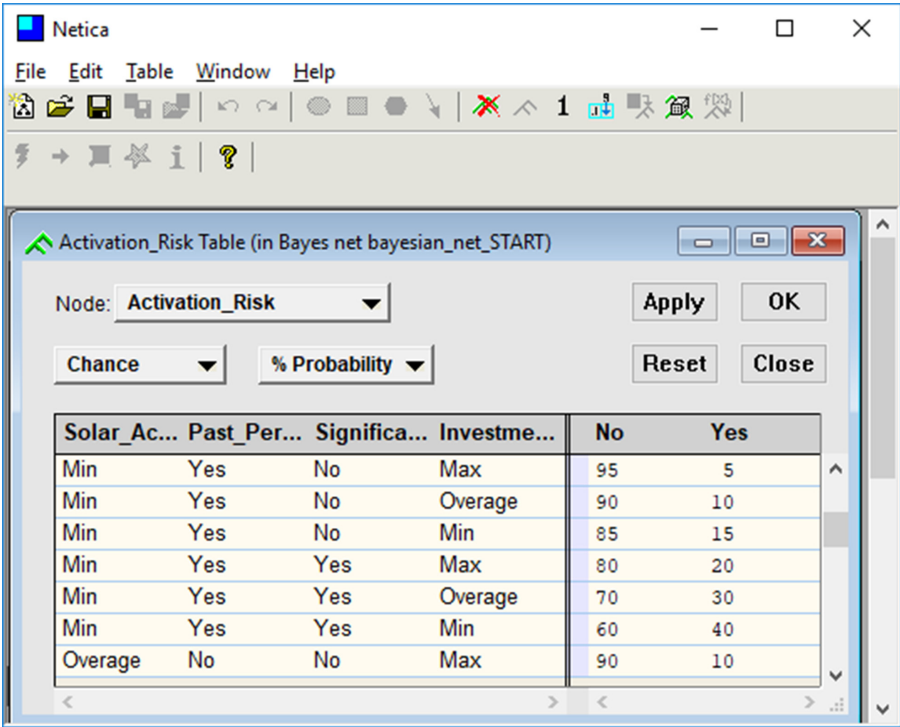 Netica
File Edit Table Window Help
1
i ?
Activation_Risk Table (in Bayes net bayesian_net_START)
Node: Activation_Risk Apply OK
Chance % Probability Reset Close
Solar_Ac... Past_Per... Significa... Investme... No Yes
Min Yes No Max 95 5
Min Yes No Overage 90 10
Min Yes No Min 85 15
Min Yes Yes Max 80 20
Min Yes Yes Overage 70 30
Min Yes Yes Min 60 40
Overage No No Max 90 10